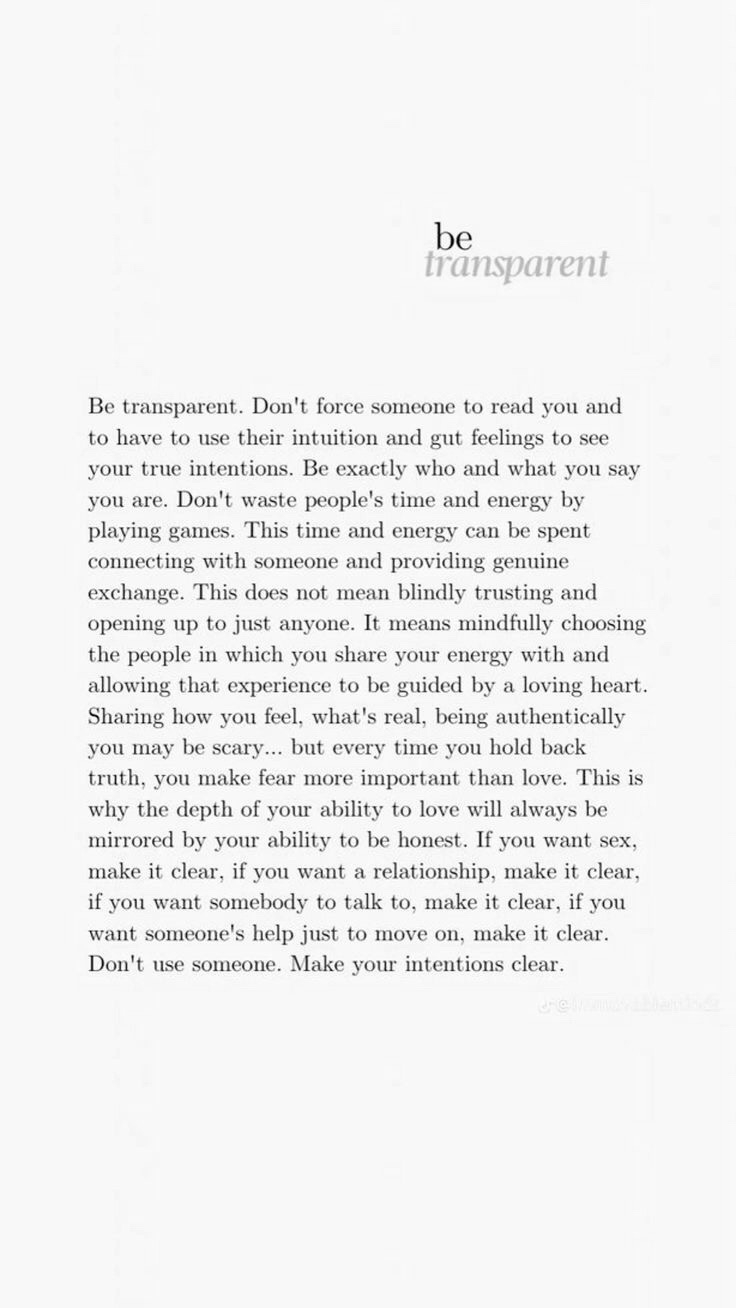 be
transparent
Be transparent. Don't force someone to read you and
to have to use their intuition and gut feelings to see
your true intentions. Be exactly who and what you say
you are. Don't waste people's time and energy by
playing games. This time and energy can be spent
connecting with someone and providing genuine
exchange. This does not mean blindly trusting and
opening up to just anyone. It means mindfully choosing
the people in which you share your energy with and
allowing that experience to be guided by a loving heart.
Sharing how you feel, what's real, being authentically
you may be scary... but every time you hold back
truth, you make fear more important than love. This is
why the depth of your ability to love will always be
mirrored by your ability to be honest. If you want sex,
make it clear, if you want a relationship, make it clear,
if you want somebody to talk to, make it clear, if you
want someone's help just to move on, make it clear.
Don't use someone. Make your intentions clear.